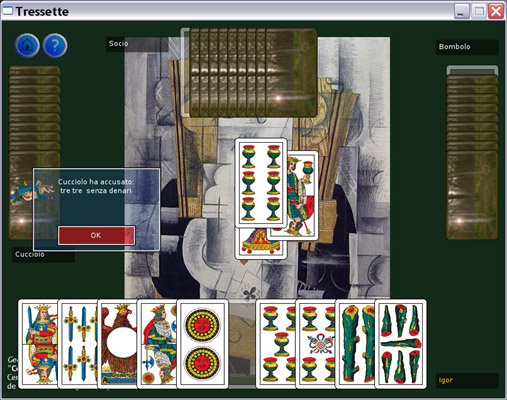 Tressette
?
Socio
Bombolo
Cucciolo ha accusato:
tre tre senza denari
OK
Cucciolo
Igor